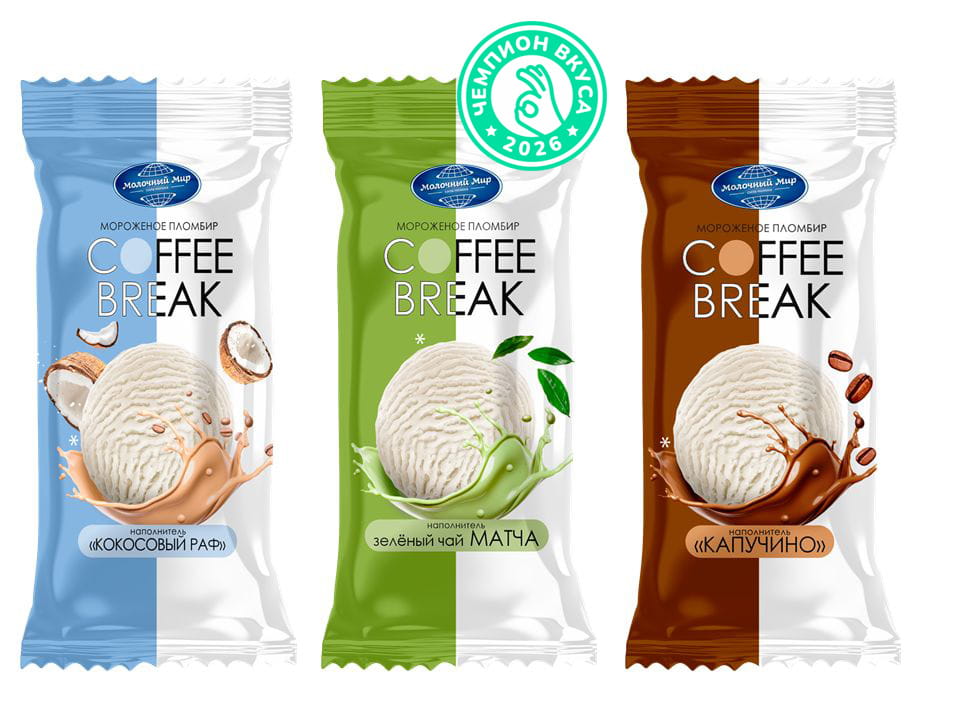 ЧЕМПИОН ВКУСА
2026
Молочный Мир
МОРОЖЕНОЕ ПЛОМБИР
COFFEE
BREAK
*
наполнитель
«КОКОСОВЫЙ РАФ»
Молочный Мир
МОРОЖЕНОЕ ПЛОМБИР
COFFEE
BREAK
*
наполнитель
зелёный чай МАТЧА
Молочный Мир
МОРОЖЕНОЕ ПЛОМБИР
COFFEE
BREAK
*
наполнитель
«КАПУЧИНО»